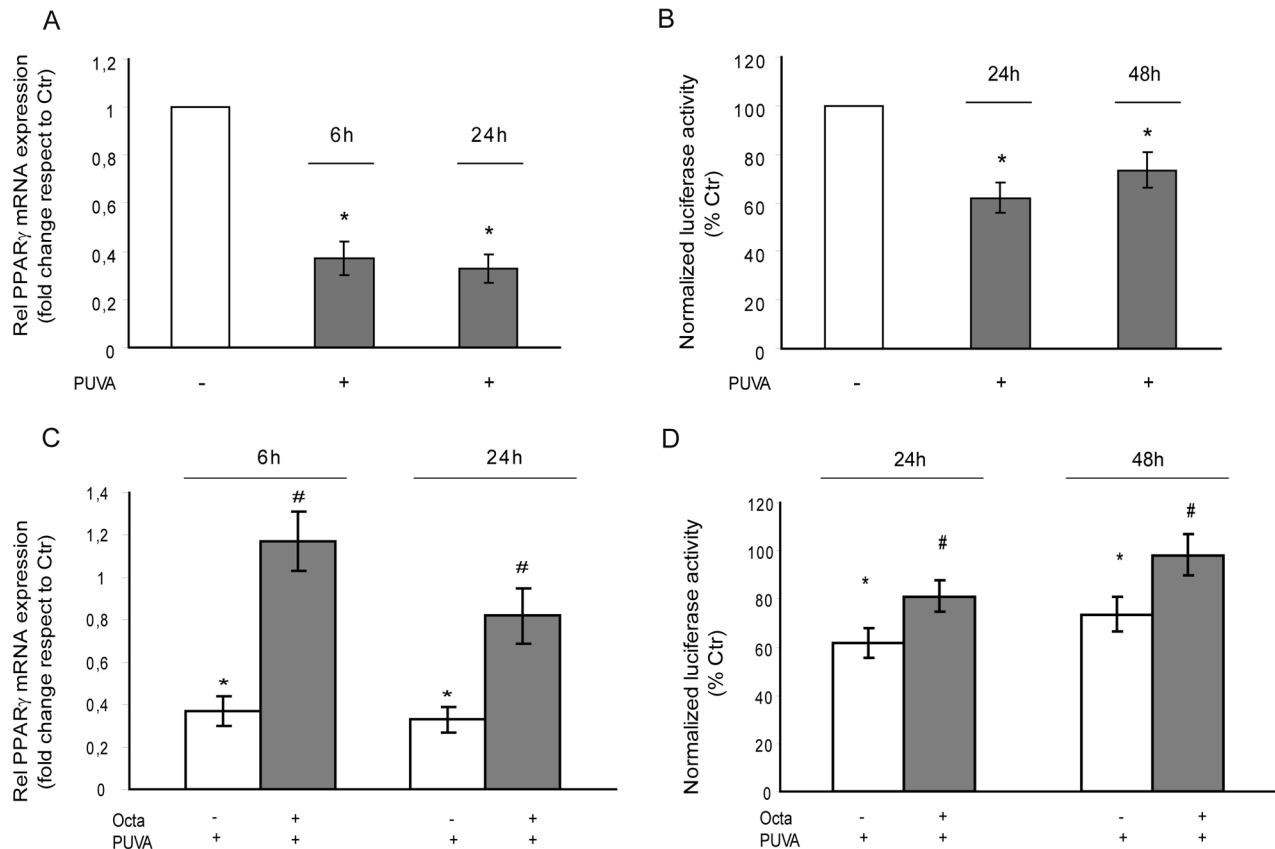 A
Rel PPARγ mRNA expression
(fold change respect to Ctr)
1,2
1
0,8
0,6
0,4
0,2
0
6h
24h
*
*
PUVA - + +
B
Normalized luciferase activity
(% Ctr)
120
100
80
60
40
20
0
24h
48h
*
*
PUVA - + +
C
Rel PPARγ mRNA expression
(fold change respect to Ctr)
1,4
1,2
1
0,8
0,6
0,4
0,2
0
6h
24h
*
#
*
#
Octa - + - +
PUVA + + + +
D
Normalized luciferase activity
(% Ctr)
120
100
80
60
40
20
0
24h
48h
*
#
*
#
Octa - + - +
PUVA + + + +